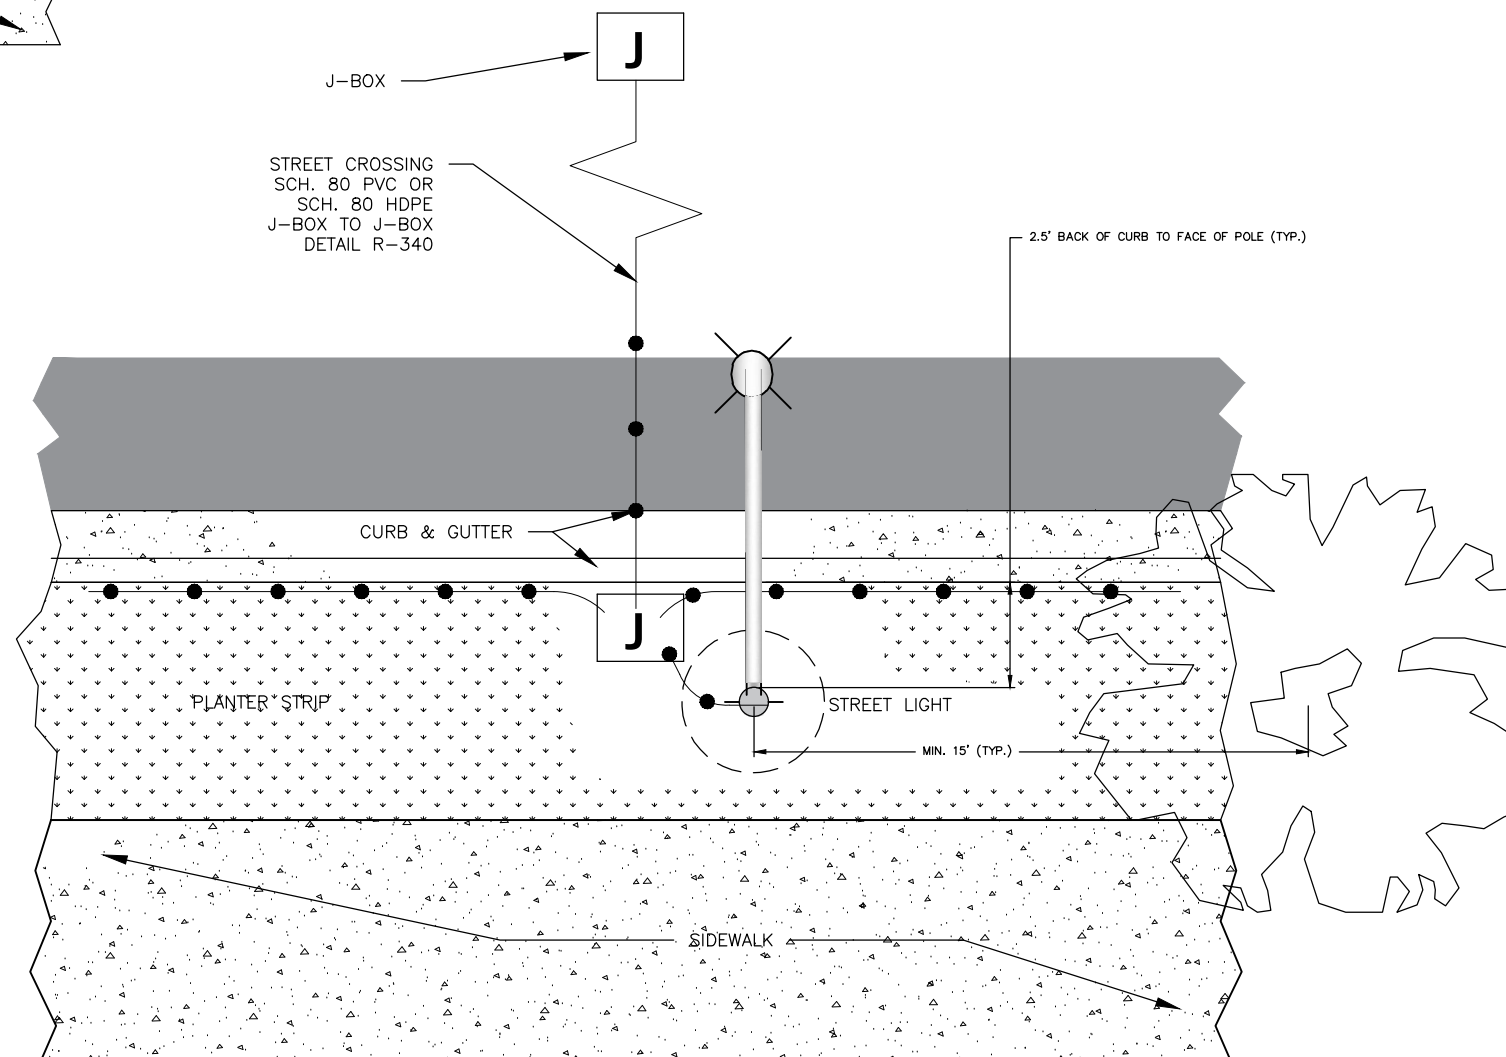 J
J-BOX
STREET CROSSING
SCH. 80 PVC OR
SCH. 80 HDPE
J-BOX TO J-BOX
DETAIL R-340
2.5' BACK OF CURB TO FACE OF POLE (TYP.)
CURB & GUTTER
J
PLANTER STRIP
STREET LIGHT
MIN. 15' (TYP.)
SIDEWALK